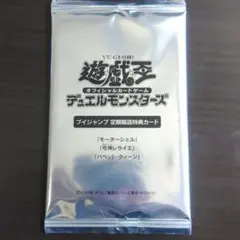 YU-GI-OH!
遊戯王
オフィシャルカードゲーム
デュエルモンスターズ
ブイジャンプ 定期購読特典カード
「モーターシェル」
「弓神レライエ」
「パペット・クィーン」